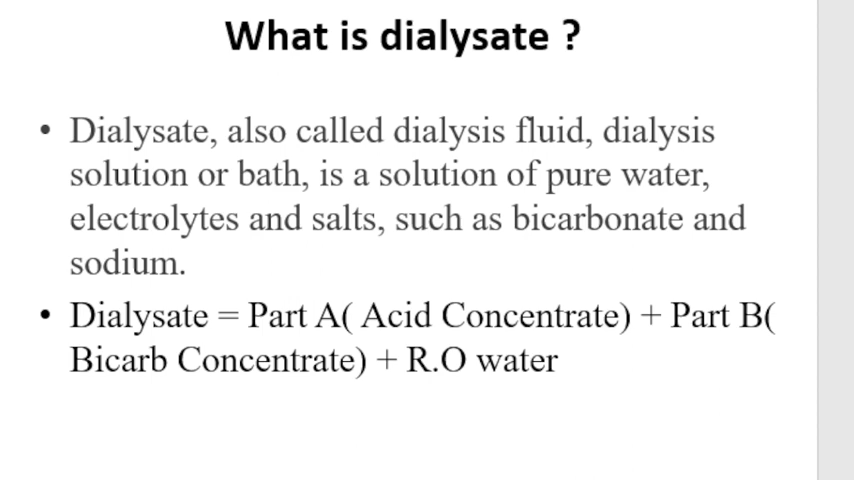 What is dialysate ?
• Dialysate, also called dialysis fluid, dialysis
solution or bath, is a solution of pure water,
electrolytes and salts, such as bicarbonate and
sodium.
• Dialysate = Part A( Acid Concentrate) + Part B(
Bicarb Concentrate) + R.O water